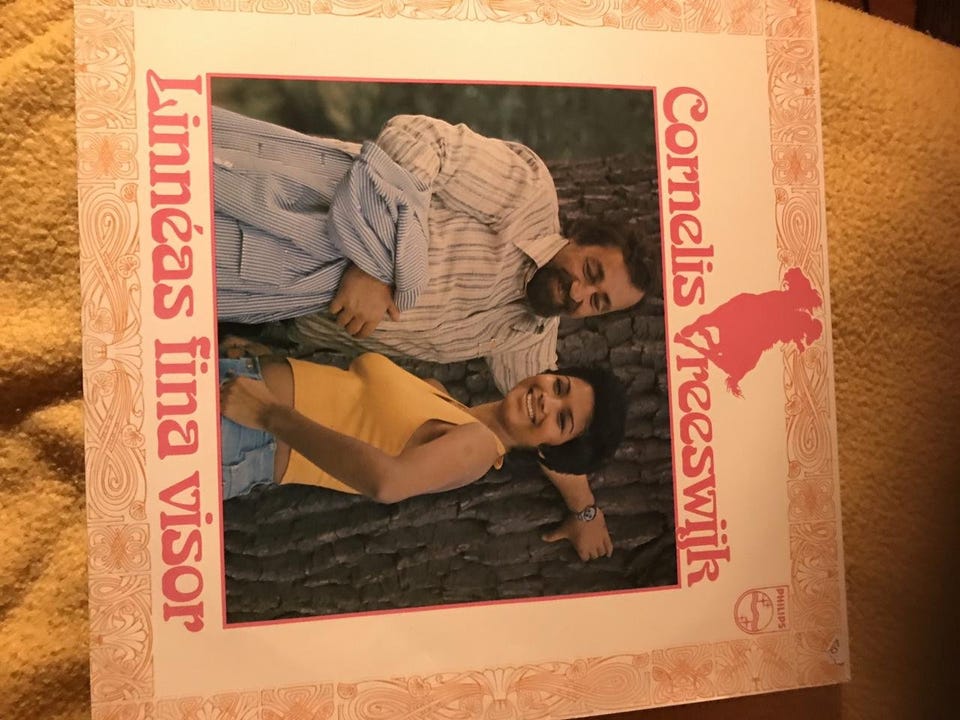 Cornelis Vreeswijk
Linnéas fina visor
PHILIPS